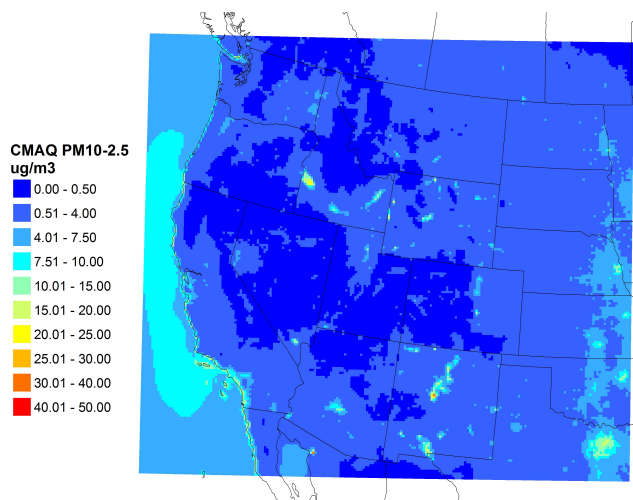 CMAQ PM10-2.5
ug/m3
0.00 - 0.50
0.51 - 4.00
4.01 - 7.50
7.51 - 10.00
10.01 - 15.00
15.01 - 20.00
20.01 - 25.00
25.01 - 30.00
30.01 - 40.00
40.01 - 50.00